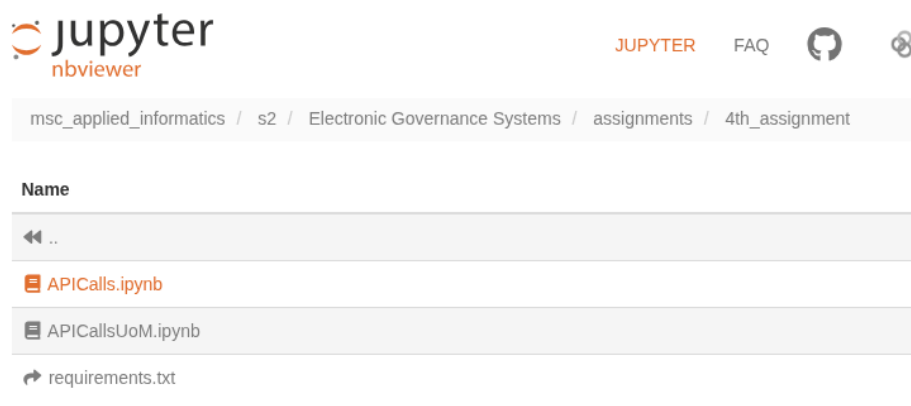 jupyter
nbviewer
JUPYTER FAQ
msc_applied_informatics / s2 / Electronic Governance Systems / assignments / 4th_assignment
Name
..
APICalls.ipynb
APICallsUoM.ipynb
requirements.txt